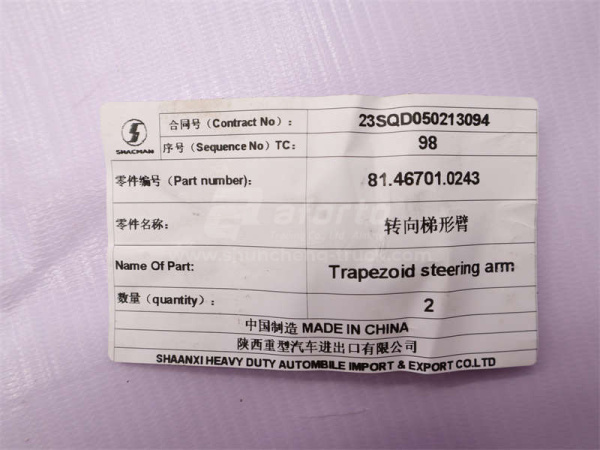 合同号（Contract No）：
23SQD050213094
SHACMAN
序号（Sequence No）TC:
98
零件编号（Part number):
81.46701.0243
零件名称:
转向梯形臂
Name Of Part:
Trapezoid steering arm
数量（quantity）：
2
中国制造 MADE IN CHINA
陕西重型汽车进出口有限公司
SHAANXI HEAVY DUTY AUTOMBILE IMPORT & EXPORT CO.LTD